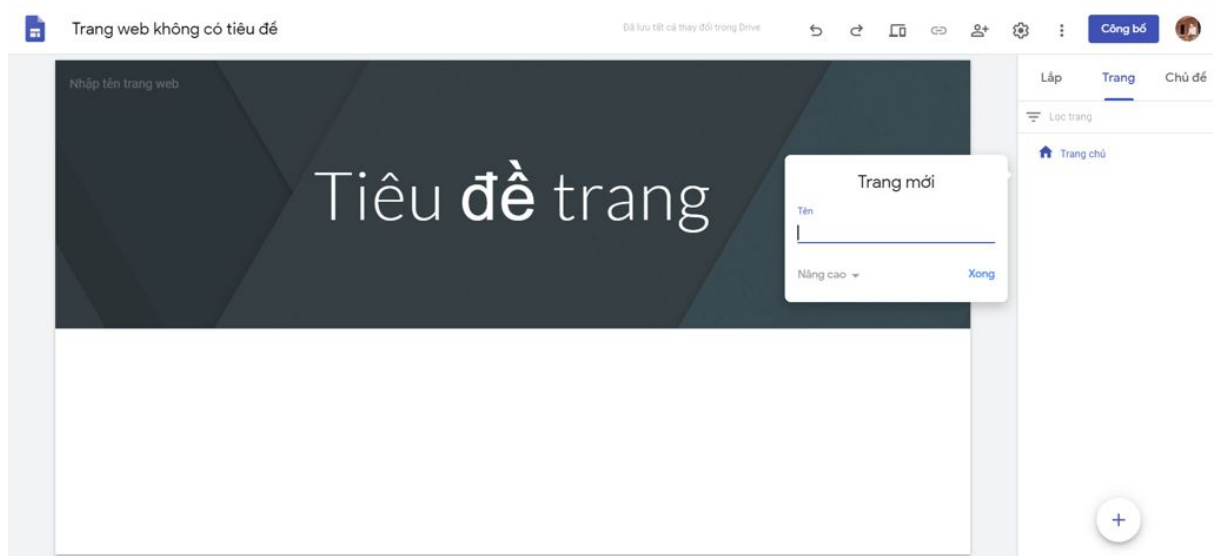 Trang web không có tiêu đề
Đã lưu tất cả thay đổi trong Drive
Công bố
Nhập tên trang web
Tiêu đề trang
Lắp
Trang
Chủ đề
Lọc trang
Trang chủ
Trang mới
Tên
Nâng cao
Xong